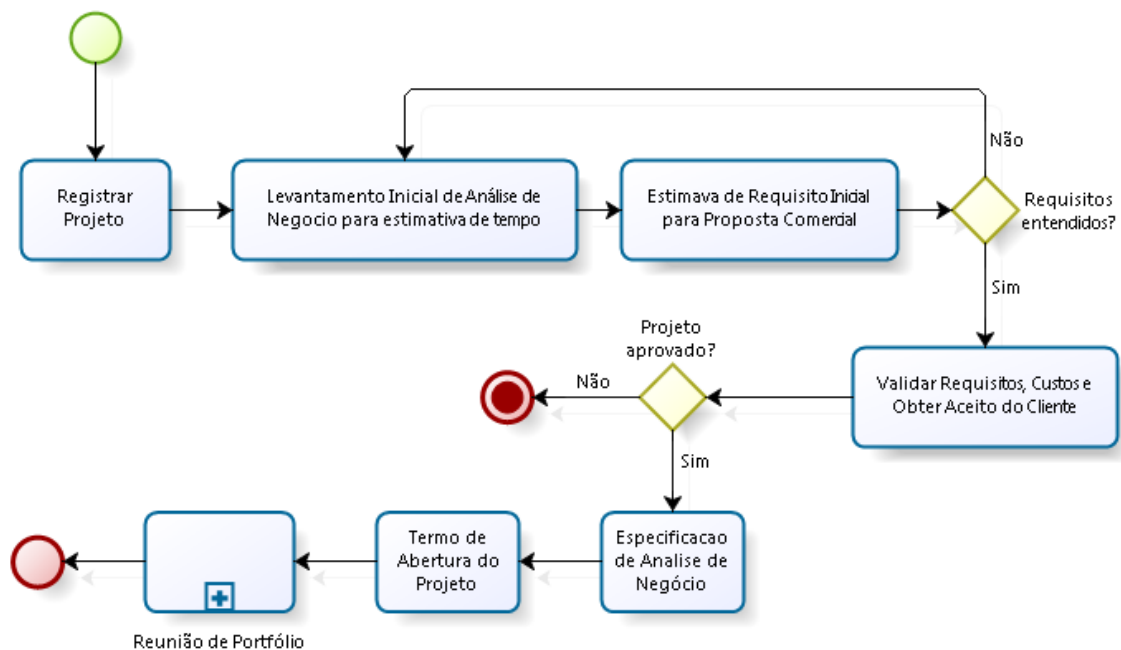 Não
Registrar
Projeto
Levantamento Inicial de Análise de
Negocio para estimativa de tempo
Estimava de Requisito Inicial
para Proposta Comercial
Requisitos
entendidos?
Sim
Projeto
aprovado?
Não
Validar Requisitos, Custos e
Obter Aceito do Cliente
Sim
Especificacao
de Analise de
Negócio
Termo de
Abertura do
Projeto
Reunião de Portfólio